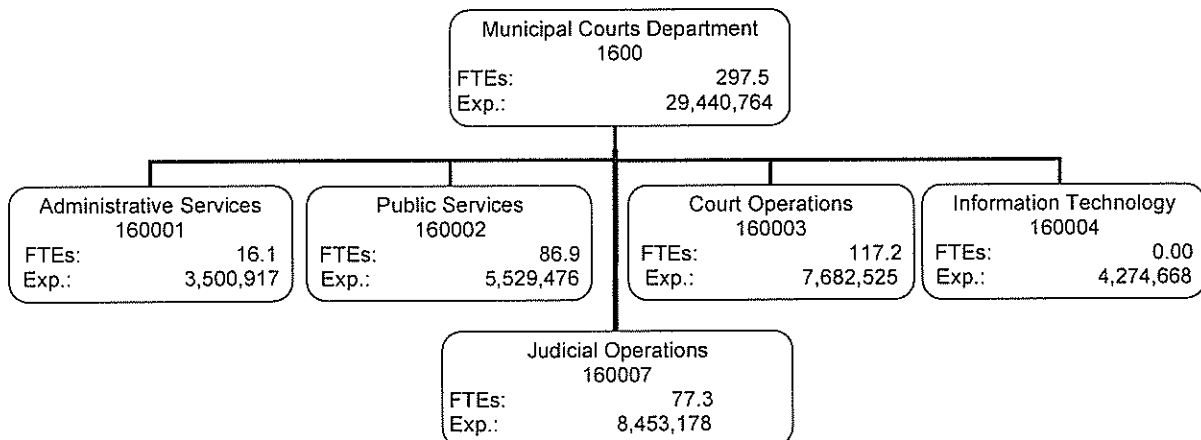 Municipal Courts Department
1600
FTEs: 297.5
Exp.: 29,440,764
Administrative Services
160001
FTEs: 16.1
Exp.: 3,500,917
Public Services
160002
FTEs: 86.9
Exp.: 5,529,476
Court Operations
160003
FTEs: 117.2
Exp.: 7,682,525
Information Technology
160004
FTEs: 0.00
Exp.: 4,274,668
Judicial Operations
160007
FTEs: 77.3
Exp.: 8,453,178